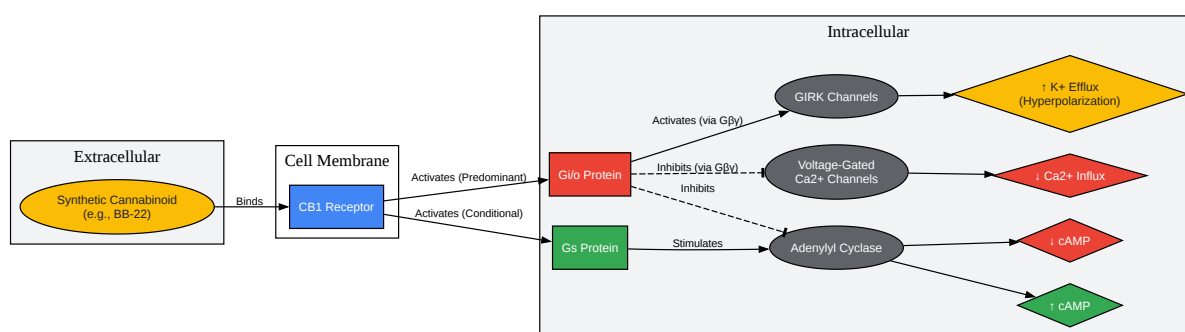 Intracellular
Extracellular
Cell Membrane
Synthetic Cannabinoid
(e.g., BB-22)
Binds
CB1 Receptor
Activates (Predominant)
Activates (Conditional)
Gi/o Protein
Gs Protein
Activates (via Gβγ)
Inhibits (via Gβγ)
Inhibits
Stimulates
GIRK Channels
Voltage-Gated
Ca2+ Channels
Adenylyl Cyclase
↑ K+ Efflux
(Hyperpolarization)
↓ Ca2+ Influx
↓ cAMP
↑ cAMP